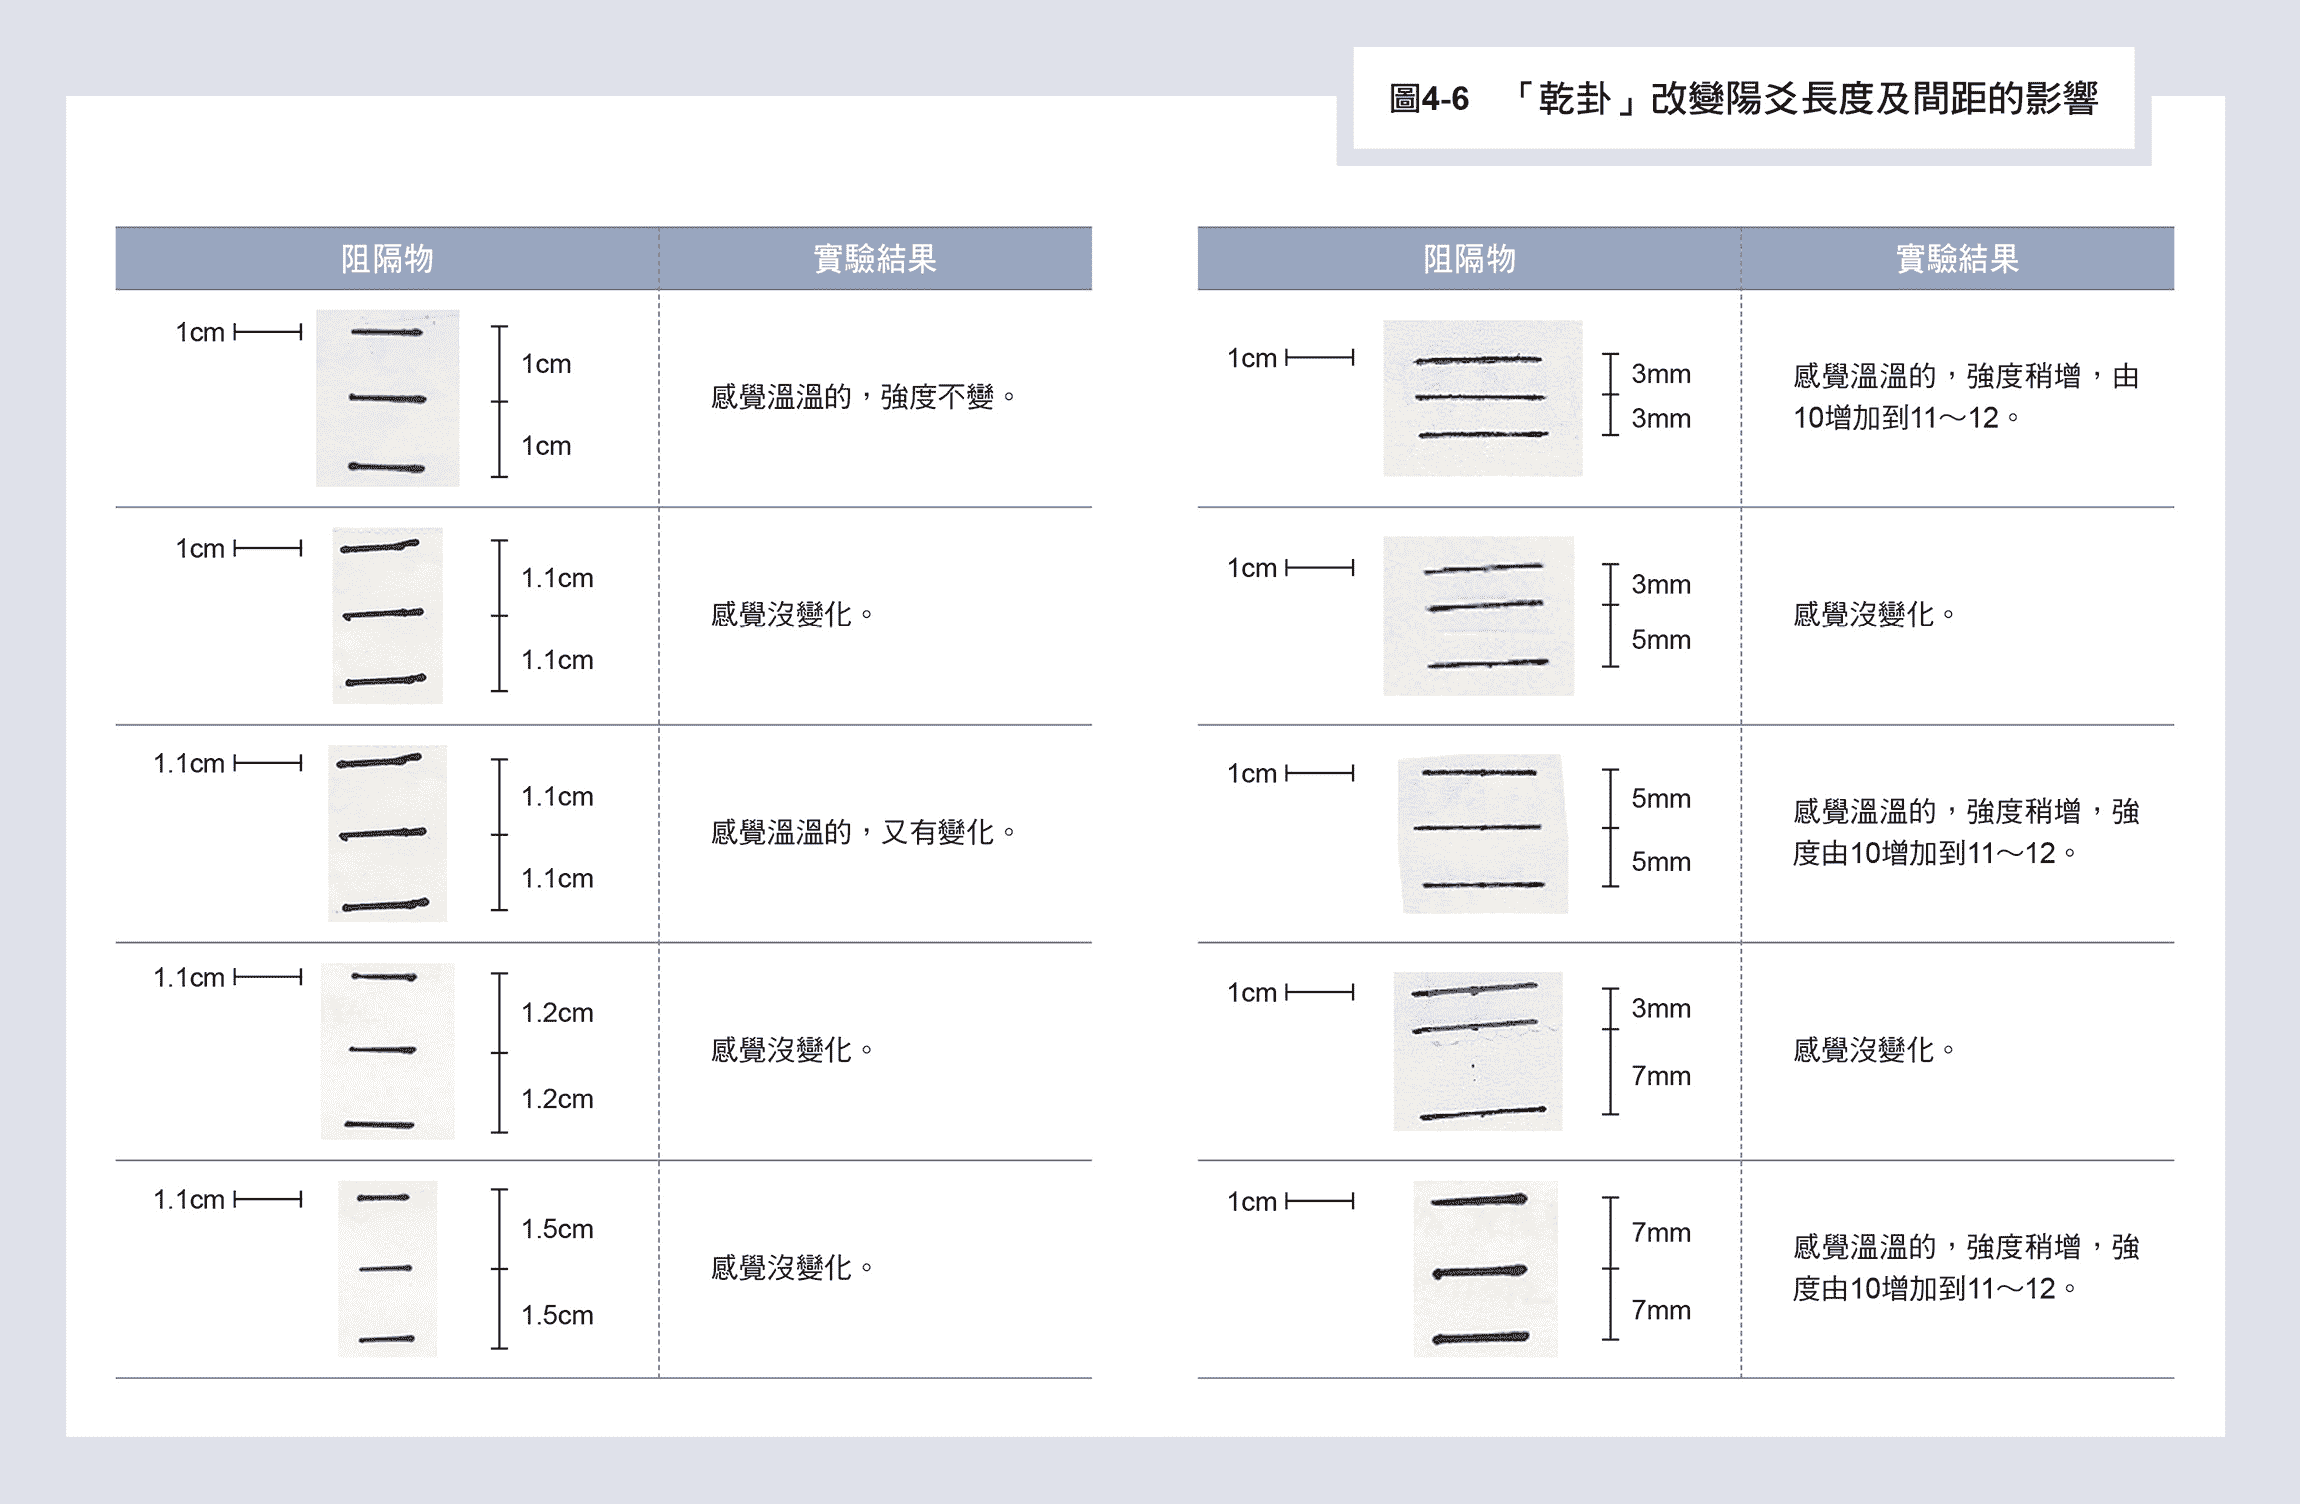 圖4-6 「乾卦」改變陽爻長度及間距的影響
阻隔物
實驗結果
1cm
1cm
1cm
感覺溫溫的，強度不變。
1cm
1.1cm
1.1cm
感覺沒變化。
1.1cm
1.1cm
1.1cm
感覺溫溫的，又有變化。
1.1cm
1.2cm
1.2cm
感覺沒變化。
1.1cm
1.5cm
1.5cm
感覺沒變化。
阻隔物
實驗結果
1cm
3mm
3mm
感覺溫溫的，強度稍增，由
10增加到11～12。
1cm
3mm
5mm
感覺沒變化。
1cm
5mm
5mm
感覺溫溫的，強度稍增，強
度由10增加到11～12。
1cm
3mm
7mm
感覺沒變化。
1cm
7mm
7mm
感覺溫溫的，強度稍增，強
度由10增加到11～12。